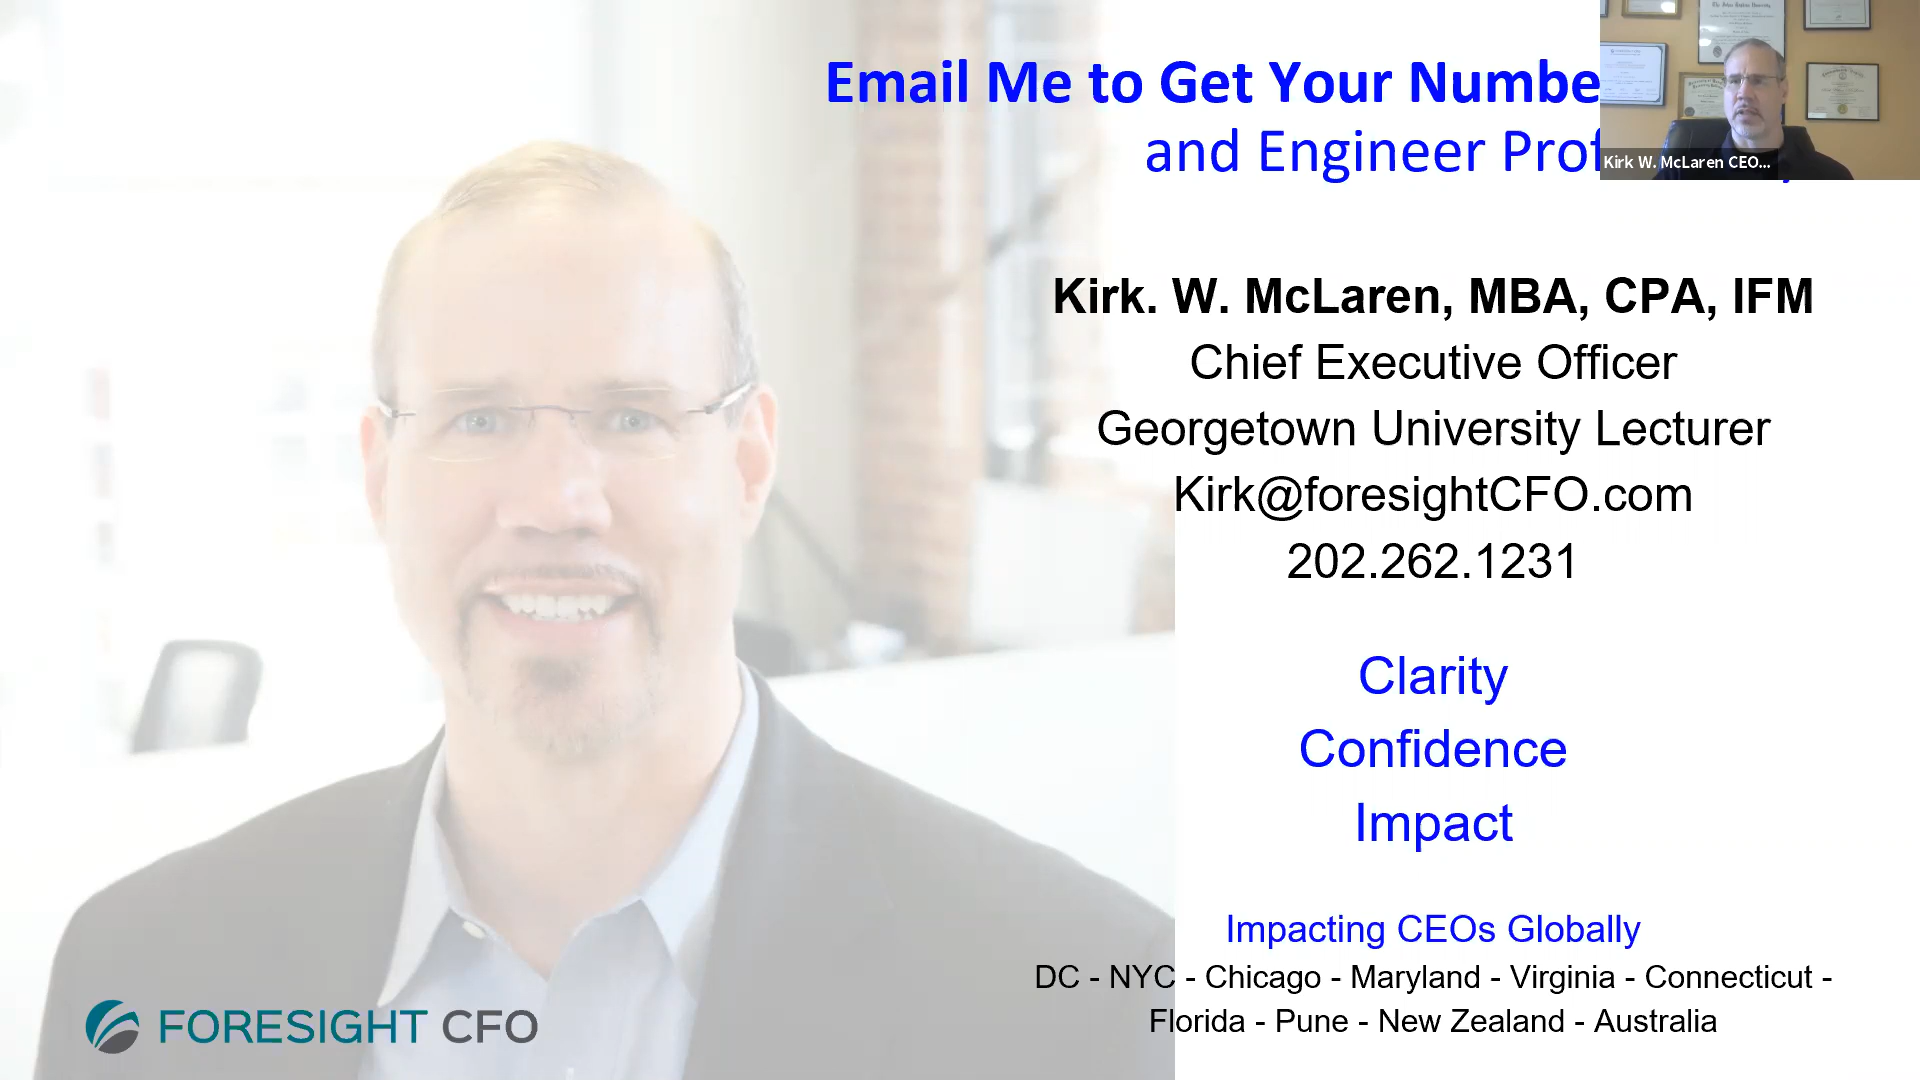 Email Me to Get Your Numbe
and Engineer Prof
Kirk W. McLaren CEO...
Kirk. W. McLaren, MBA, CPA, IFM
Chief Executive Officer
Georgetown University Lecturer
Kirk@foresightCFO.com
202.262.1231
Clarity
Confidence
Impact
Impacting CEOs Globally
DC - NYC - Chicago - Maryland - Virginia - Connecticut -
Florida - Pune - New Zealand - Australia
FORESIGHT CFO